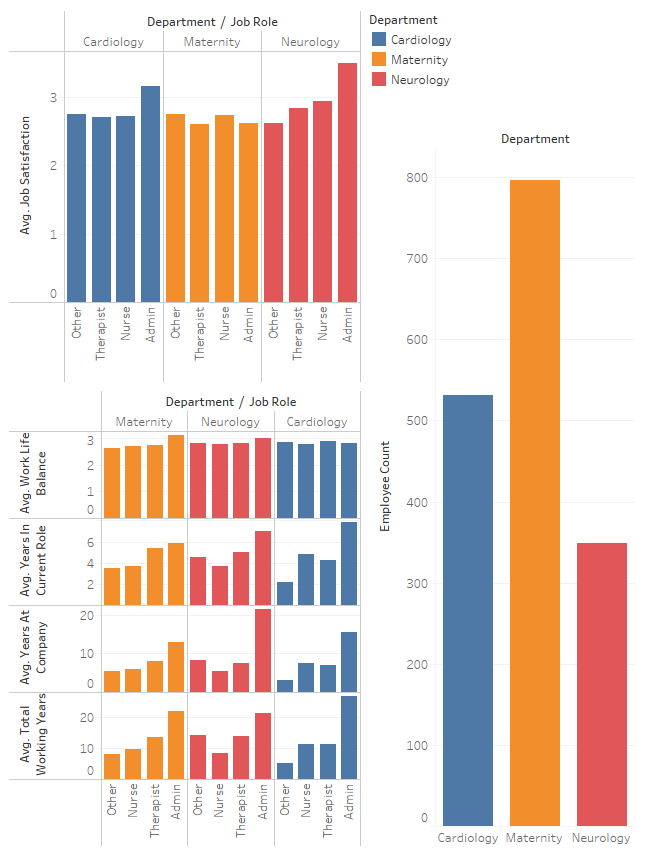 Department / Job Role
Cardiology Maternity Neurology
Avg. Job Satisfaction
3
2
1
0
Other Therapist Nurse Admin Other Therapist Nurse Admin Other Therapist Nurse Admin
Department
Cardiology
Maternity
Neurology
Department / Job Role
Maternity Neurology Cardiology
Avg. Work Life
Balance
3
2
1
0
Avg. Years In
Current Role
6
4
2
Avg. Years At
Company
20
10
0
Avg. Total
Working Years
20
10
0
Other Nurse Therapist Admin Other Nurse Therapist Admin Other Nurse Therapist Admin
Department
Employee Count
800
700
600
500
400
300
200
100
0
Cardiology Maternity Neurology